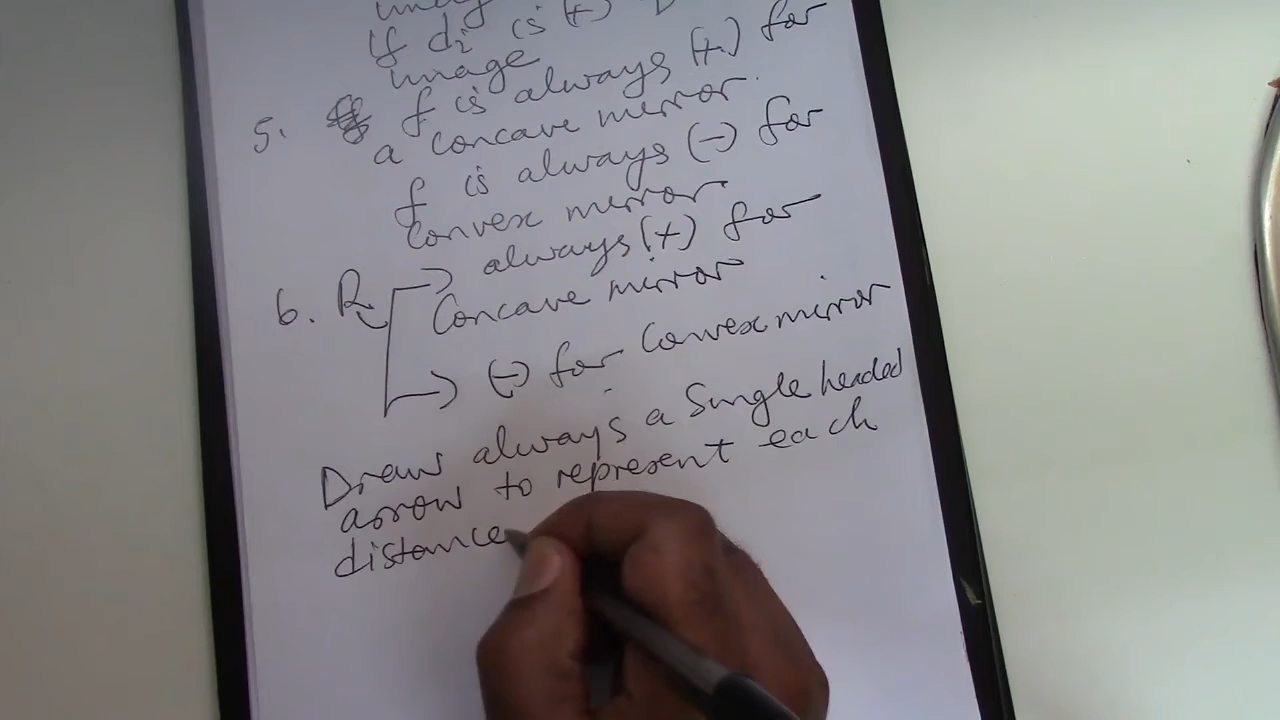 If di is (+)
image
5. f is always (+) for
a concave mirror.
f is always (-) for
Convex mirror
6. R → always (+) for
Concave mirror
→ (-) for Convex mirror
Draw always a Single headed
arrow to represent each
distance